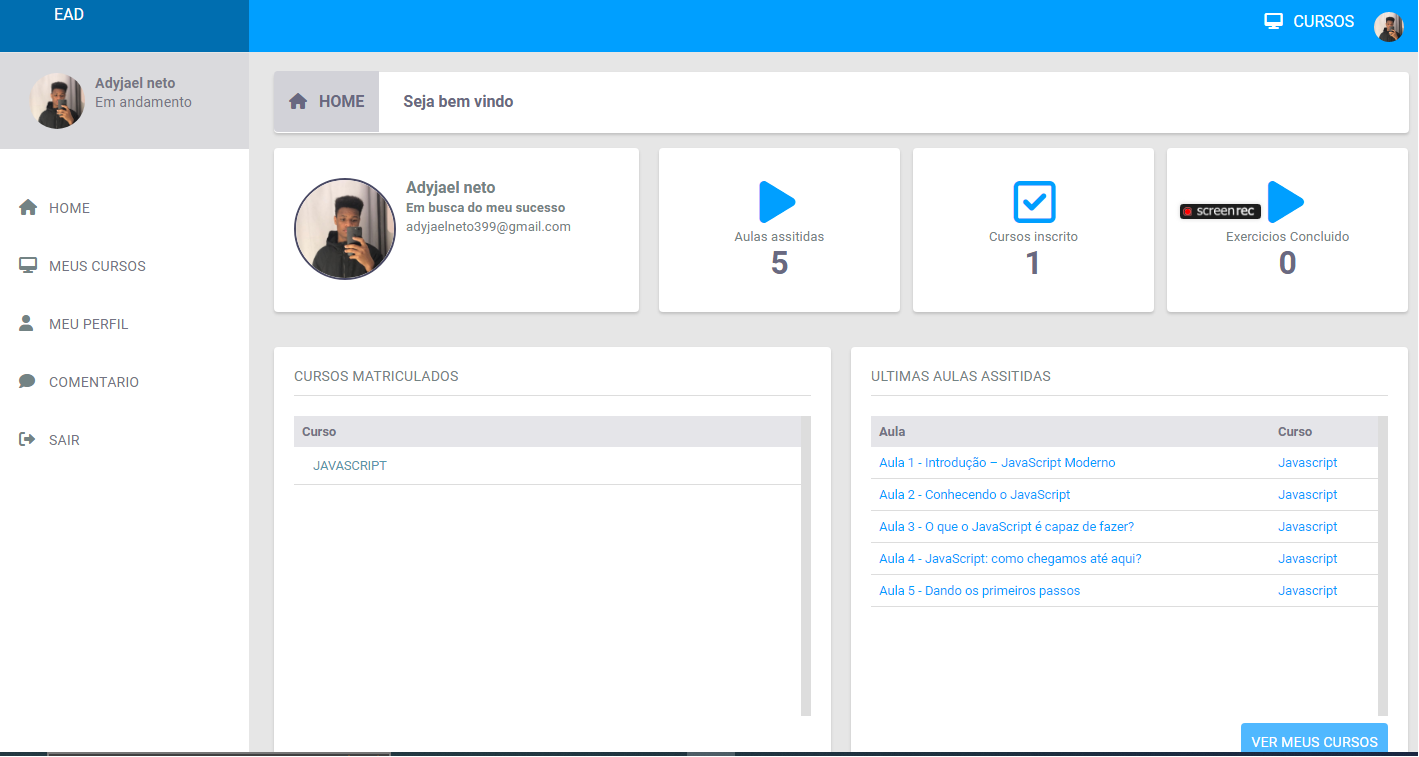 EAD
CURSOS
Adyjael neto
Em andamento
HOME
MEUS CURSOS
MEU PERFIL
COMENTARIO
SAIR
HOME
Seja bem vindo
Adyjael neto
Em busca do meu sucesso
adyjaelneto399@gmail.com
Aulas assitidas
5
Cursos inscrito
1
screenrec
Exercicios Concluido
0
CURSOS MATRICULADOS
Curso
JAVASCRIPT
ULTIMAS AULAS ASSITIDAS
Aula Curso
Aula 1 - Introdução – JavaScript Moderno Javascript
Aula 2 - Conhecendo o JavaScript Javascript
Aula 3 - O que o JavaScript é capaz de fazer? Javascript
Aula 4 - JavaScript: como chegamos até aqui? Javascript
Aula 5 - Dando os primeiros passos Javascript
VER MEUS CURSOS